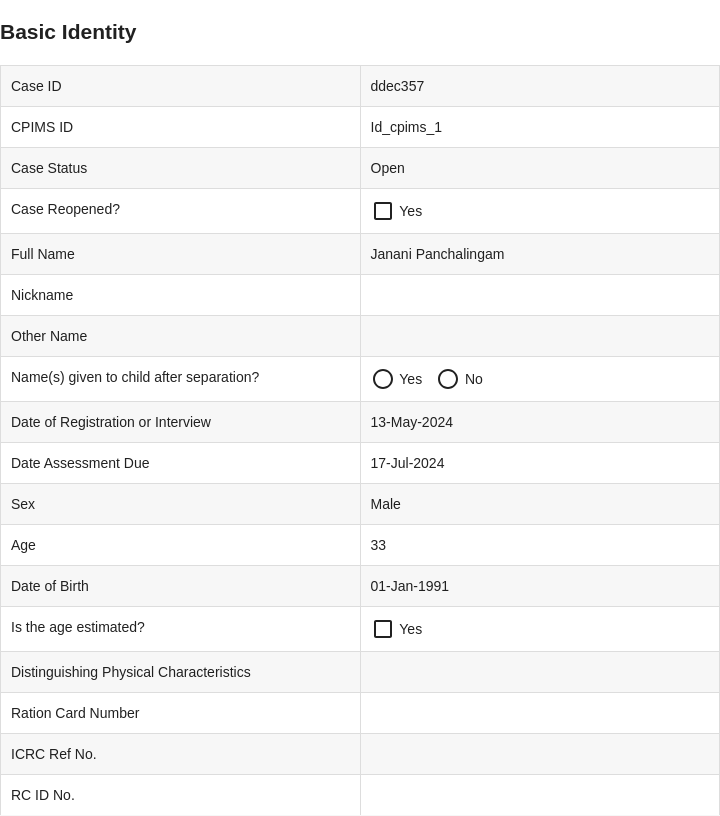 Basic Identity
Case ID ddec357
CPIMS ID Id_cpims_1
Case Status Open
Case Reopened? Yes
Full Name Janani Panchalingam
Nickname
Other Name
Name(s) given to child after separation? Yes No
Date of Registration or Interview 13-May-2024
Date Assessment Due 17-Jul-2024
Sex Male
Age 33
Date of Birth 01-Jan-1991
Is the age estimated? Yes
Distinguishing Physical Characteristics
Ration Card Number
ICRC Ref No.
RC ID No.